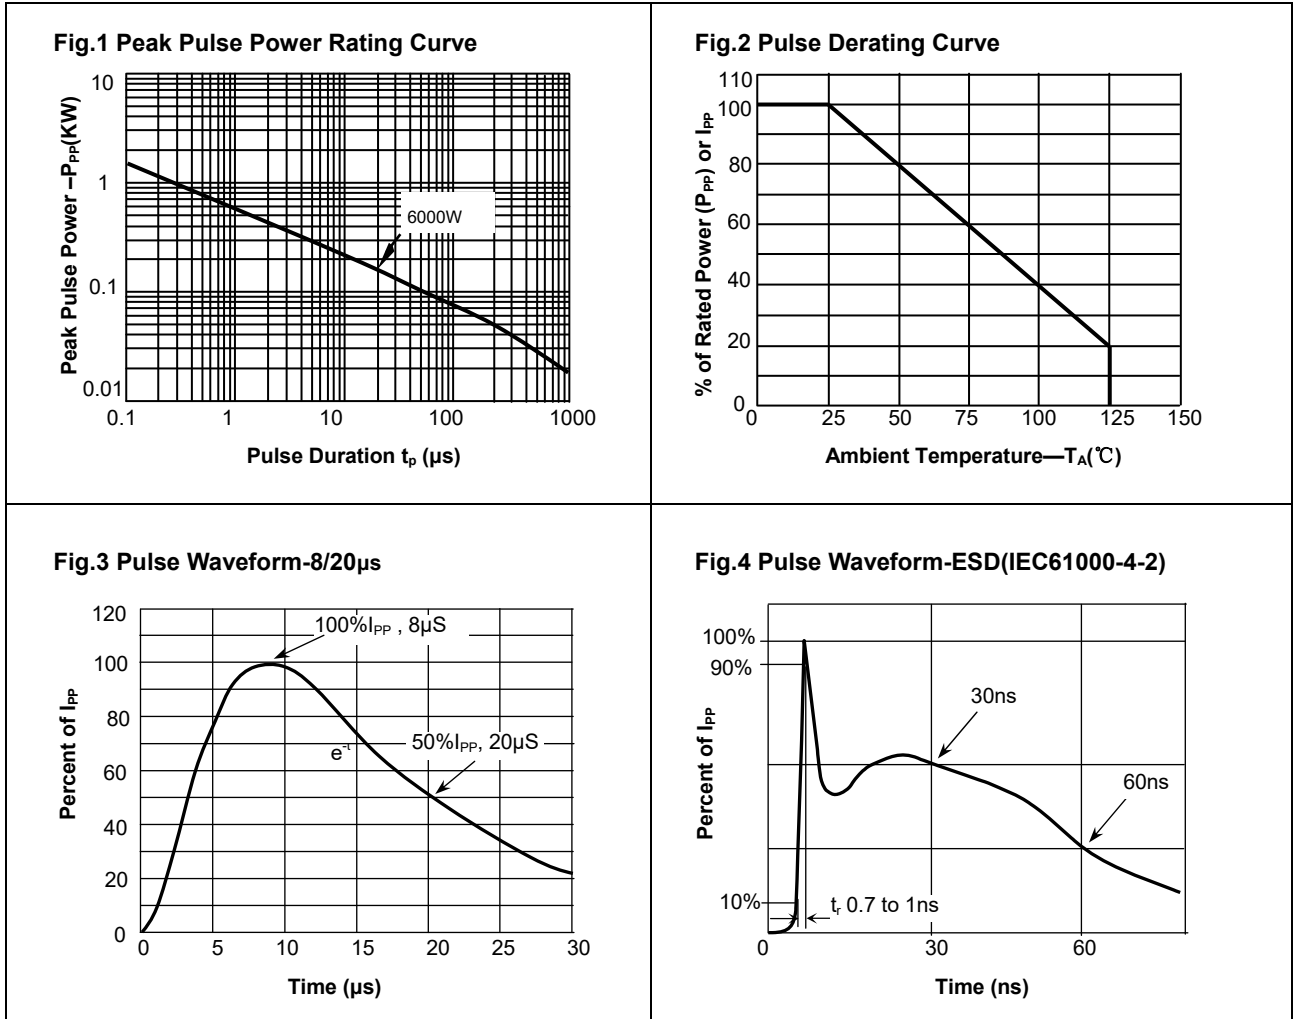 Fig.1 Peak Pulse Power Rating Curve
Peak Pulse Power –PPP(KW)
10
1
0.1
0.01
6000W
0.1 1 10 100 1000
Pulse Duration tp (µs)
Fig.2 Pulse Derating Curve
% of Rated Power (PPP) or IPP
110
100
80
60
40
20
0
0 25 50 75 100 125 150
Ambient Temperature—TA(℃)
Fig.3 Pulse Waveform-8/20µs
Percent of IPP
120
100
80
60
40
20
0
100%IPP , 8µS
e-t
50%IPP, 20µS
0 5 10 15 20 25 30
Time (µs)
Fig.4 Pulse Waveform-ESD(IEC61000-4-2)
Percent of IPP
100%
90%
10%
30ns
60ns
tr 0.7 to 1ns
0 30 60
Time (ns)